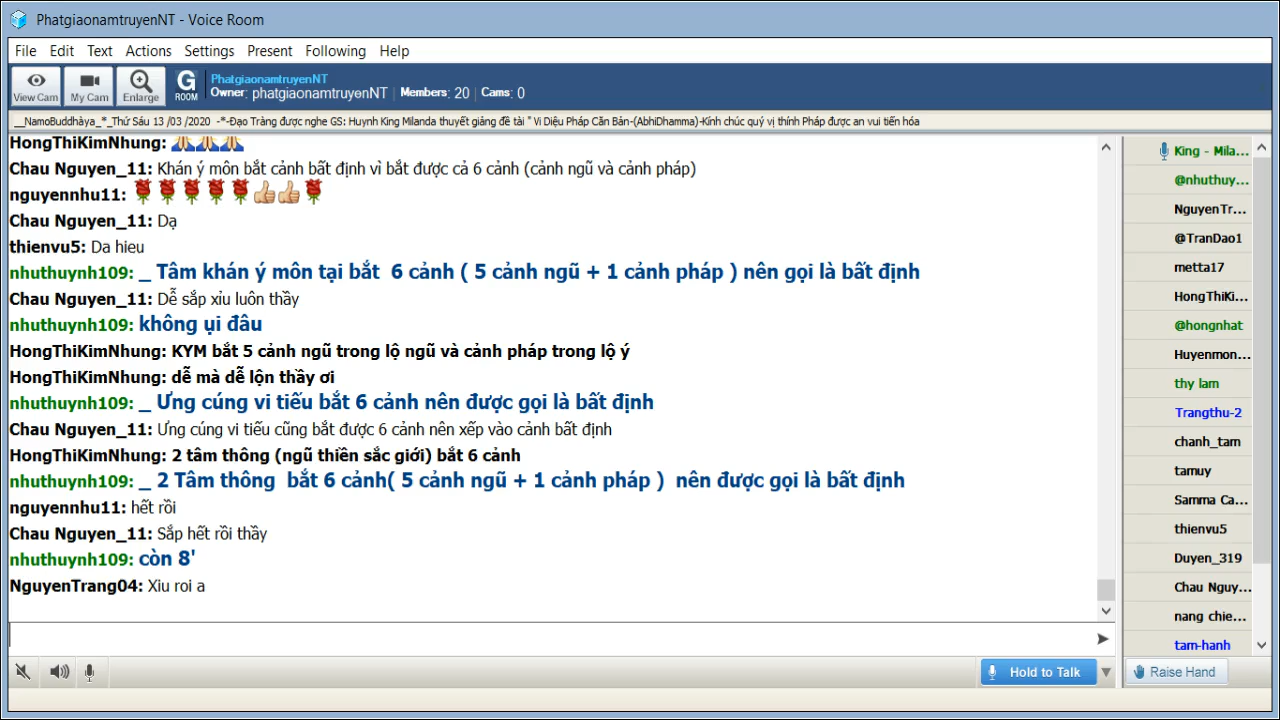 PhatgiaonamtruyenNT - Voice Room
File Edit Text Actions Settings Present Following Help
View Cam My Cam Enlarge G ROOM
PhatgiaonamtruyenNT
Owner: phatgiaonamtruyenNT Members: 20 Cams: 0
__NamoBuddhàya_*_Thứ Sáu 13 /03 /2020 -*-Đạo Tràng được nghe GS: Huynh King Milanda thuyết giảng đề tài " Vi Diệu Pháp Căn Bản-(AbhiDhamma)-Kính chúc quý vị thính Pháp được an vui tiến hóa
HongThiKimNhung: 🙏🙏🙏
Chau Nguyen_11: Khán ý môn bắt cảnh bất định vì bắt được cả 6 cảnh (cảnh ngũ và cảnh pháp)
nguyennhu11: 🌹🌹🌹🌹🌹👍👍🌹
Chau Nguyen_11: Dạ
thienvu5: Da hieu
nhuthuynh109: _ Tâm khán ý môn tại bắt 6 cảnh ( 5 cảnh ngũ + 1 cảnh pháp ) nên gọi là bất định
Chau Nguyen_11: Dễ sắp xỉu luôn thầy
nhuthuynh109: không ụi đâu
HongThiKimNhung: KYM bắt 5 cảnh ngũ trong lộ ngũ và cảnh pháp trong lộ ý
HongThiKimNhung: dễ mà dễ lộn thầy ơi
nhuthuynh109: _ Ưng cúng vi tiếu bắt 6 cảnh nên được gọi là bất định
Chau Nguyen_11: Ưng cúng vi tiếu cũng bắt được 6 cảnh nên xếp vào cảnh bất định
HongThiKimNhung: 2 tâm thông (ngũ thiền sắc giới) bắt 6 cảnh
nhuthuynh109: _ 2 Tâm thông bắt 6 cảnh( 5 cảnh ngũ + 1 cảnh pháp ) nên được gọi là bất định
nguyennhu11: hết rồi
Chau Nguyen_11: Sắp hết rồi thầy
nhuthuynh109: còn 8'
NguyenTrang04: Xiu roi a
King - Mila...
@nhuthuy...
NguyenTr...
@TranDao1
metta17
HongThiKi...
@hongnhat
Huyenmon...
thy lam
Trangthu-2
chanh_tam
tamuy
Samma Ca...
thienvu5
Duyen_319
Chau Nguy...
nang chie...
tam-hanh
Hold to Talk
Raise Hand